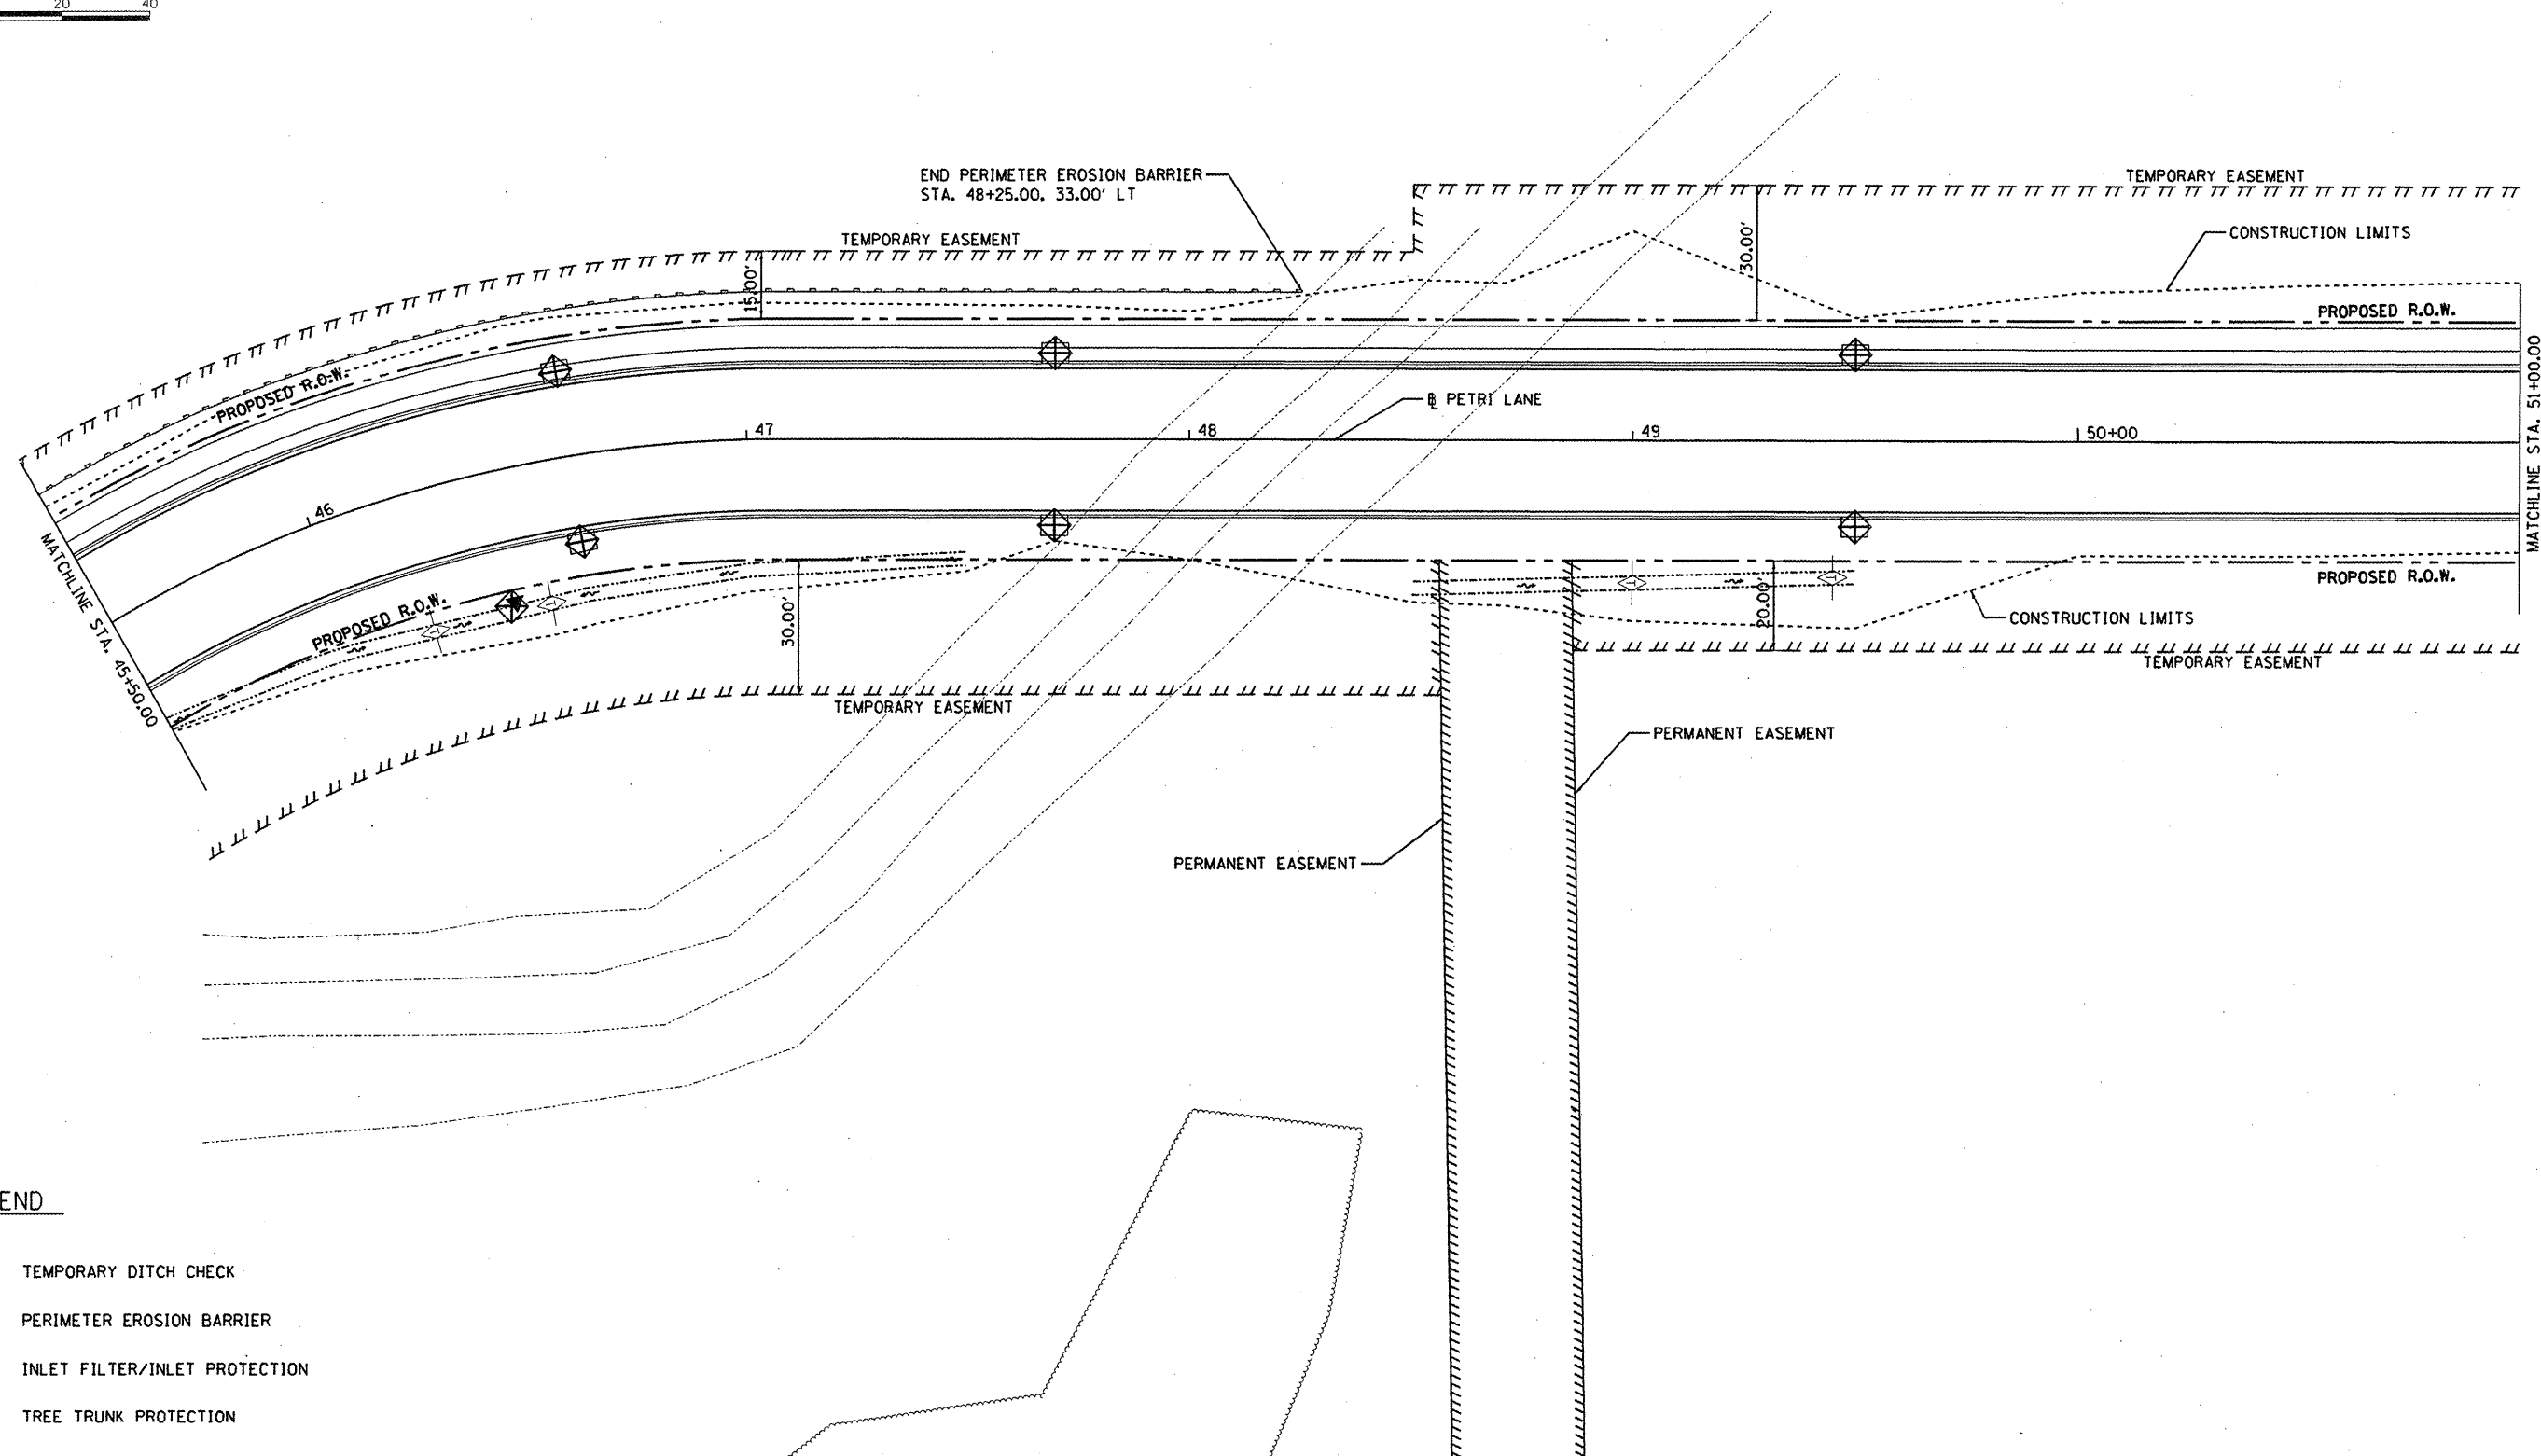 20 40
END PERIMETER EROSION BARRIER
STA. 48+25.00, 33.00' LT
TEMPORARY EASEMENT
TEMPORARY EASEMENT
CONSTRUCTION LIMITS
15.00'
30.00'
PROPOSED R.O.W.
PROPOSED R.O.W.
MATCHLINE STA. 51+00.00
PETRI LANE
46
47
48
49
50+00
MATCHLINE STA. 45+50.00
PROPOSED R.O.W.
PROPOSED R.O.W.
30.00'
20.00'
CONSTRUCTION LIMITS
TEMPORARY EASEMENT
TEMPORARY EASEMENT
PERMANENT EASEMENT
PERMANENT EASEMENT
END
TEMPORARY DITCH CHECK
PERIMETER EROSION BARRIER
INLET FILTER/INLET PROTECTION
TREE TRUNK PROTECTION